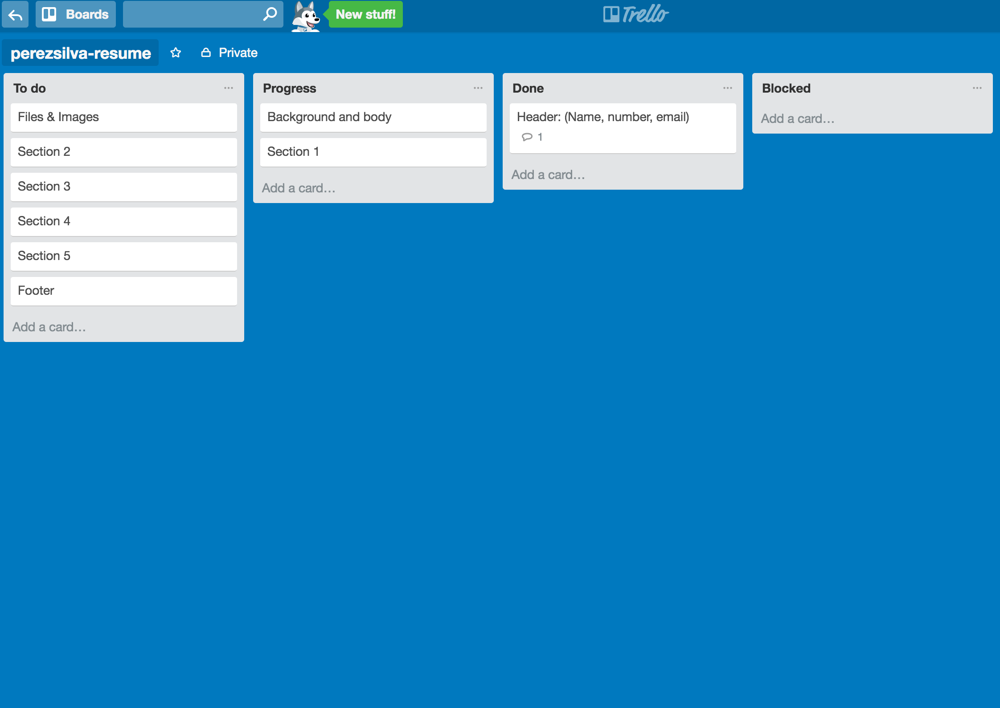 Boards
New stuff!
Trello
perezsilva-resume
Private
To do
Files & Images
Section 2
Section 3
Section 4
Section 5
Footer
Add a card…
Progress
Background and body
Section 1
Add a card…
Done
Header: (Name, number, email)
1
Add a card…
Blocked
Add a card…